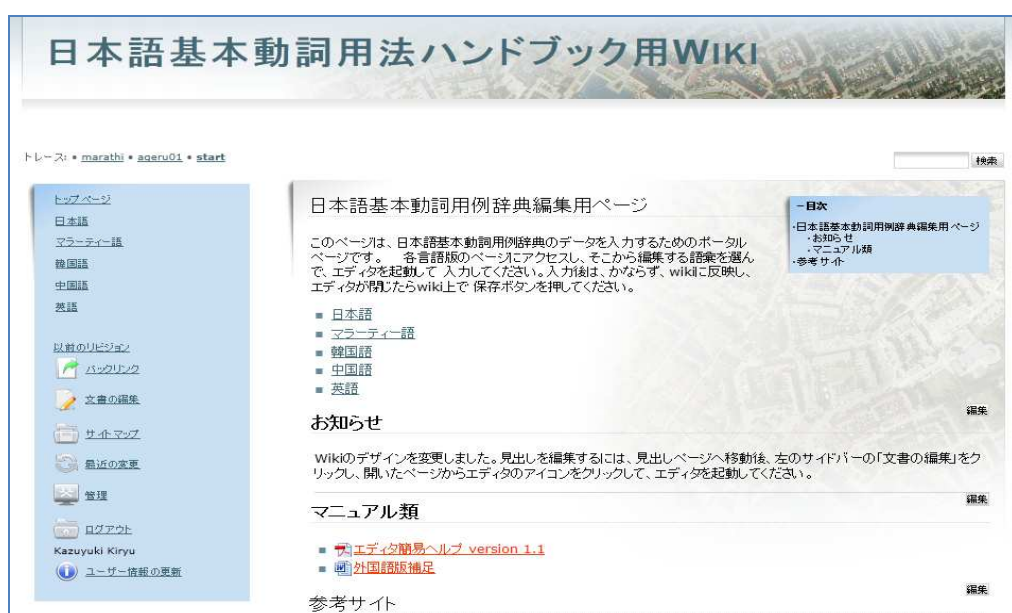 日本語基本動詞用法ハンドブック用WIKI
トレース: • marathi • ageru01 • start
検索
トップページ
日本語
マラーティー語
韓国語
中国語
英語
以前のリビジョン
バックリンク
文書の編集
サイトマップ
最近の変更
管理
ログアウト
Kazuyuki Kiryu
ユーザー情報の更新
日本語基本動詞用例辞典編集用ページ
このページは、日本語基本動詞用例辞典のデータを入力するためのポータル
ページです。 各言語版のページにアクセスし、そこから編集する語彙を選ん
で、エディタを起動して 入力してください。入力後は、かならず、wikiに反映し、
エディタが閉じたらwiki上で 保存ボタンを押してください。
日本語
マラーティー語
韓国語
中国語
英語
- 目次
・日本語基本動詞用例辞典編集用ページ
・お知らせ
・マニュアル類
・参考サイト
編集
お知らせ
Wikiのデザインを変更しました。見出しを編集するには、見出しページへ移動後、左のサイドバーの「文書の編集」をク
リックし、開いたページからエディタのアイコンをクリックして、エディタを起動してください。
編集
マニュアル類
エディタ簡易ヘルプ version 1.1
外国語版補足
編集
参考サイト